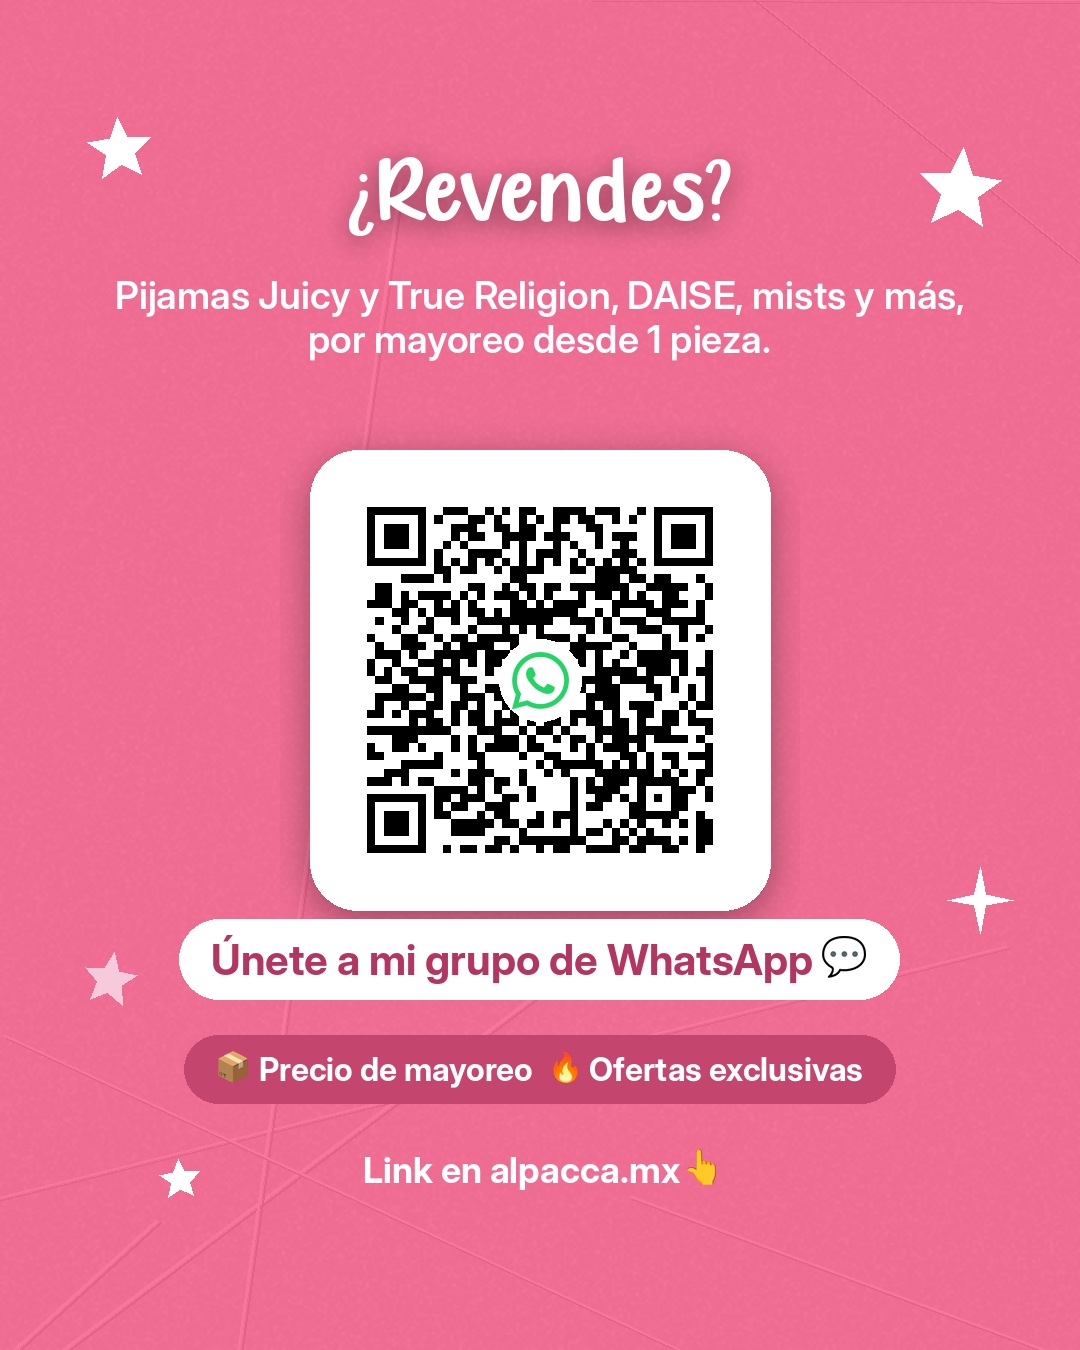 ¿Revendes?
Pijamas Juicy y True Religion, DAISE, mists y más,
por mayoreo desde 1 pieza.
Únete a mi grupo de WhatsApp 💬
📦 Precio de mayoreo 🔥 Ofertas exclusivas
Link en alpacca.mx 👆